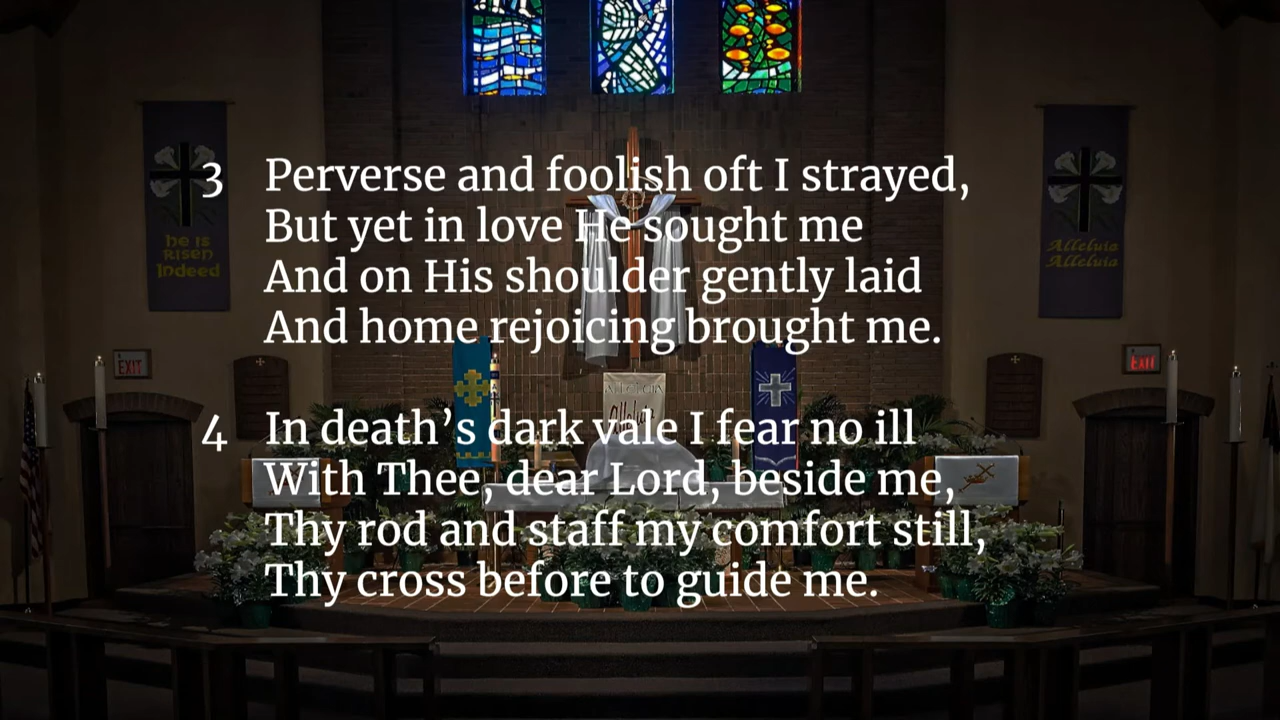 3 Perverse and foolish oft I strayed,
But yet in love He sought me
And on His shoulder gently laid
And home rejoicing brought me.
4 In death’s dark vale I fear no ill
With Thee, dear Lord, beside me,
Thy rod and staff my comfort still,
Thy cross before to guide me.
he is
Risen
Indeed
Alleluia
Alleluia
EXIT
EXIT
Alleluia